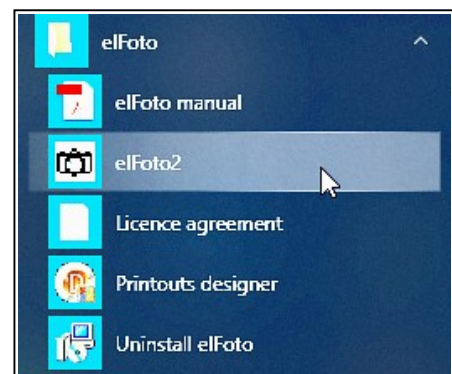 elFoto
elFoto manual
elFoto2
Licence agreement
Printouts designer
Uninstall elFoto